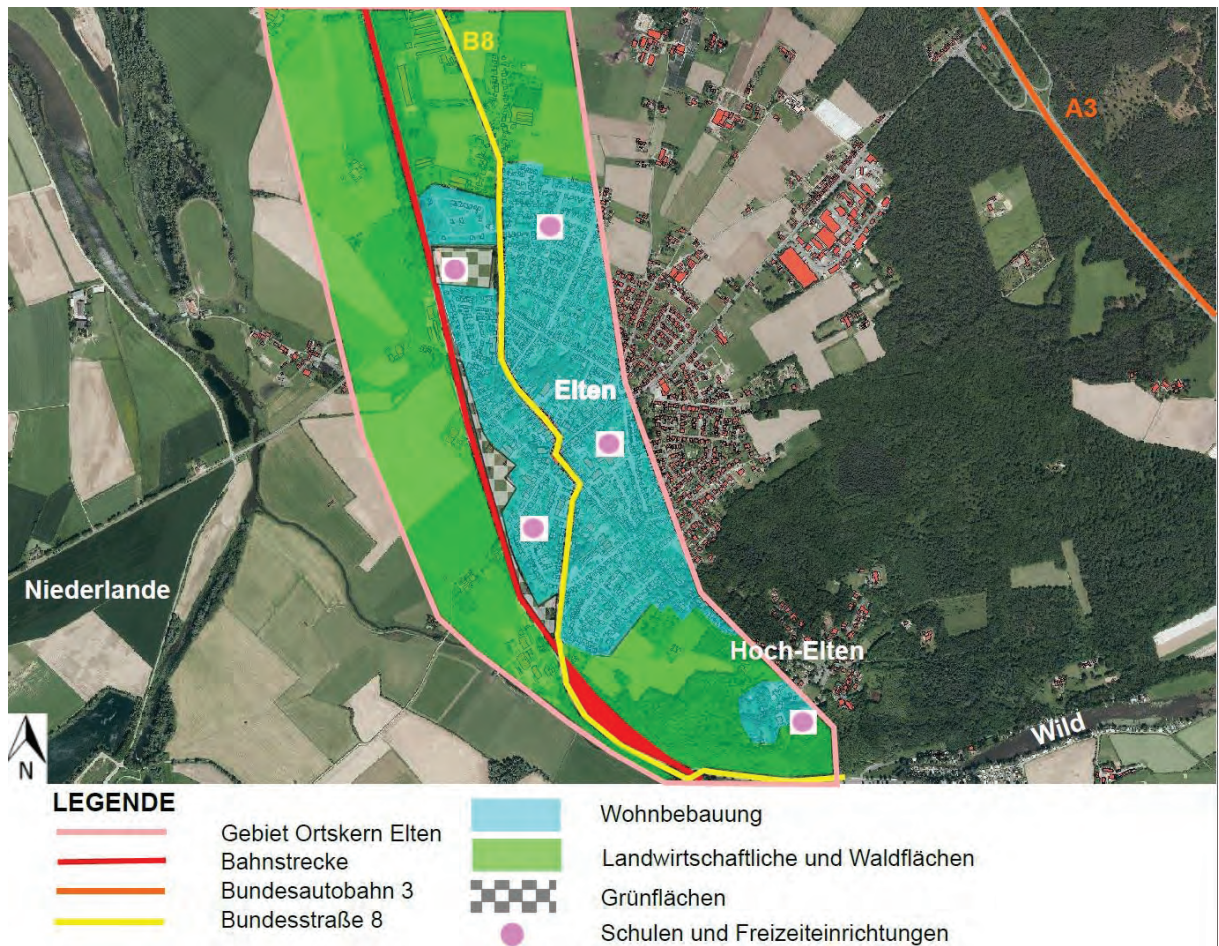 B8
A3
Elten
Niederlande
Hoch-Elten
Wild
N
LEGENDE
Gebiet Ortskern Elten
Bahnstrecke
Bundesautobahn 3
Bundesstraße 8
Wohnbebauung
Landwirtschaftliche und Waldflächen
Grünflächen
Schulen und Freizeiteinrichtungen